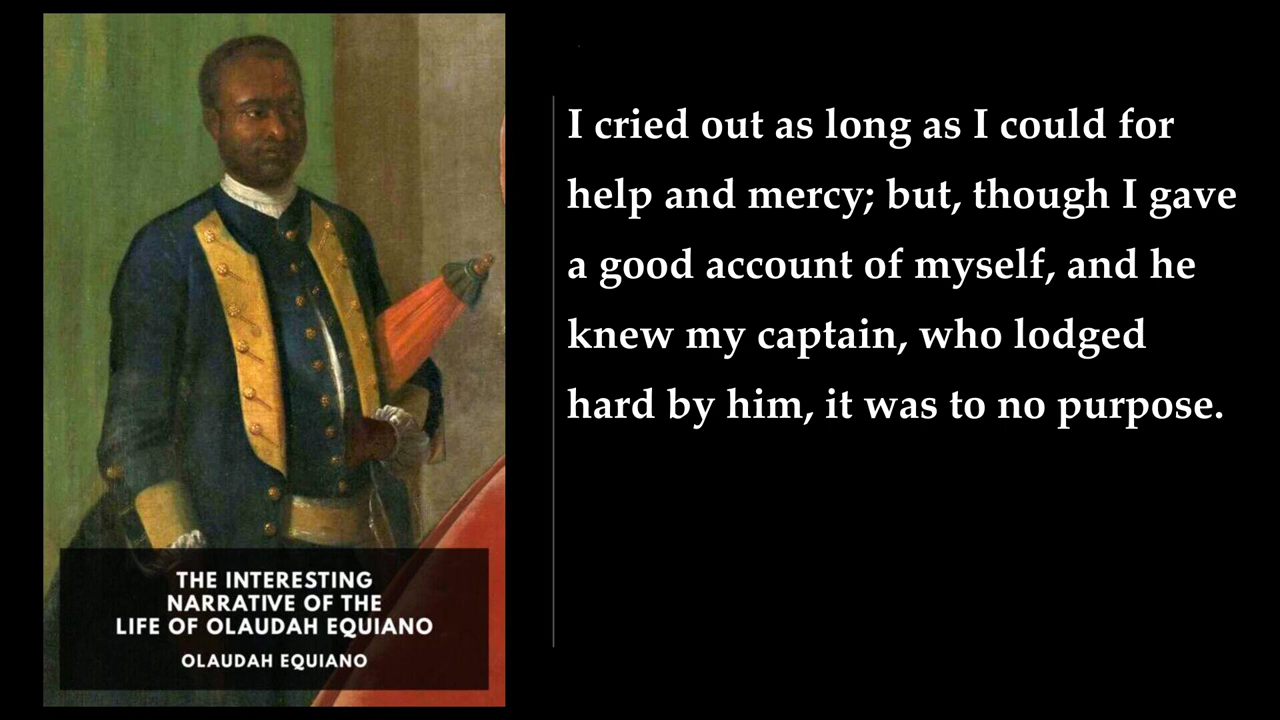 I cried out as long as I could for
help and mercy; but, though I gave
a good account of myself, and he
knew my captain, who lodged
hard by him, it was to no purpose.
THE INTERESTING
NARRATIVE OF THE
LIFE OF OLAUDAH EQUIANO
OLAUDAH EQUIANO